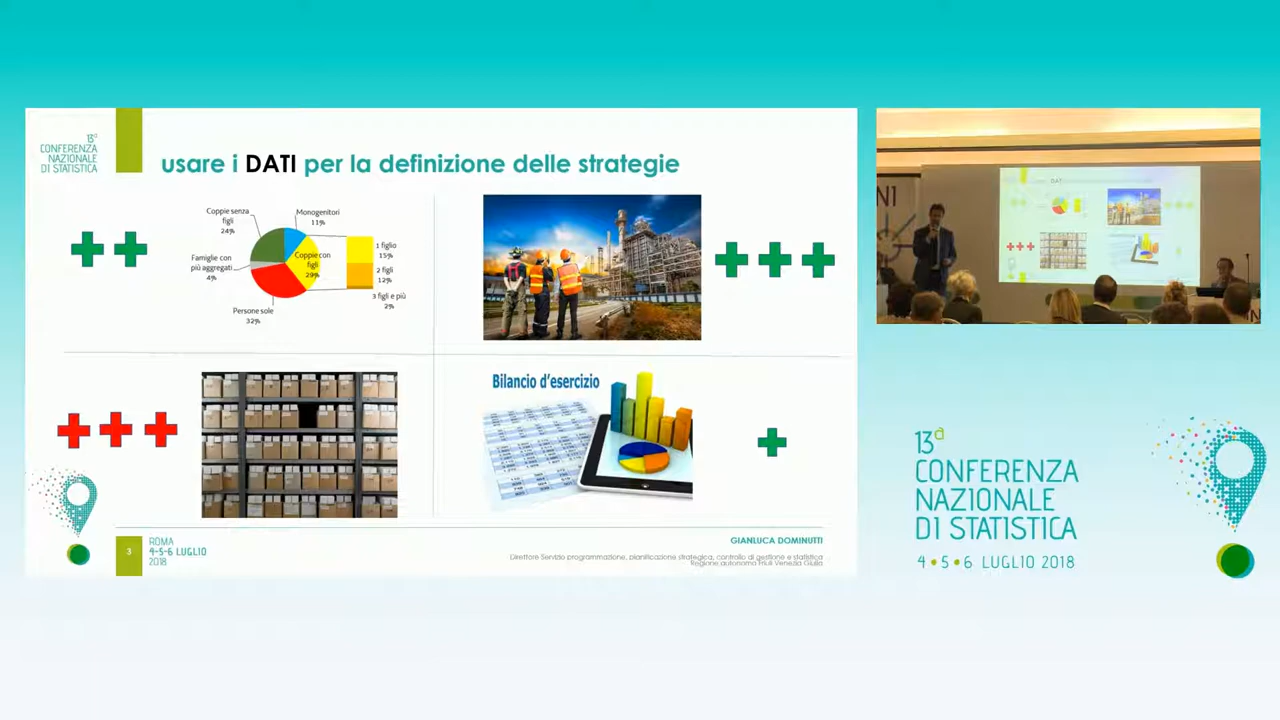 13ª
CONFERENZA
NAZIONALE
DI STATISTICA
usare i DATI per la definizione delle strategie
Coppie senza
figli
24%
Monogenitori
11%
Famiglie con
più aggregati
4%
Coppie con
figli
29%
1 figlio
15%
2 figli
12%
3 figli e più
2%
Persone sole
32%
Bilancio d'esercizio
3
ROMA
4-5-6 LUGLIO
2018
GIANLUCA DOMINUTTI
Direttore Servizio programmazione, pianificazione strategica, controllo di gestione e statistica
Regione autonoma Friuli Venezia Giulia
DATI
13ª
CONFERENZA
NAZIONALE
DI STATISTICA
4•5•6 LUGLIO 2018